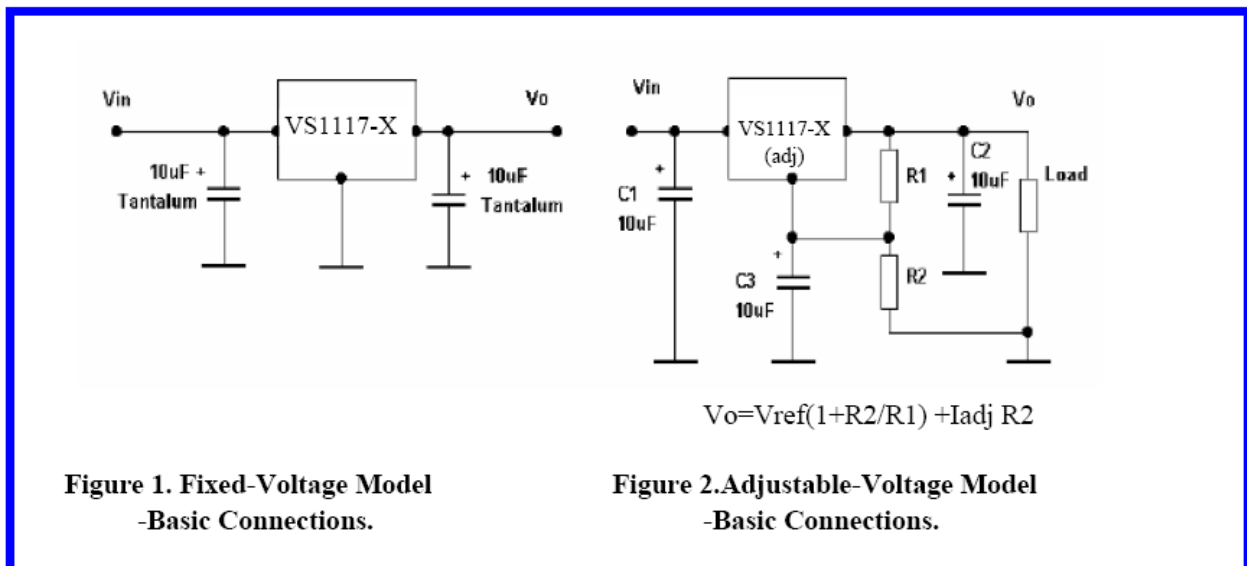 Vin
VS1117-X
Vo
10uF +
Tantalum
+ 10uF
Tantalum
Vin
VS1117-X
(adj)
Vo
+
C1
10uF
R1
+
C2
10uF
Load
+
C3
10uF
R2
Vo=Vref(1+R2/R1) +Iadj R2
Figure 1. Fixed-Voltage Model
-Basic Connections.
Figure 2.Adjustable-Voltage Model
-Basic Connections.